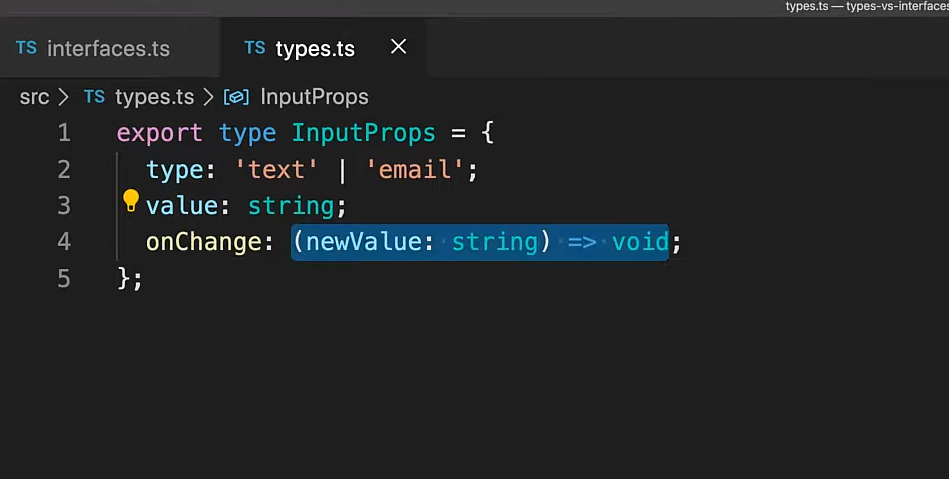 types.ts — types-vs-interfaces
TS interfaces.ts TS types.ts ×
src > TS types.ts > InputProps
1 export type InputProps = {
2 type: 'text' | 'email';
3 value: string;
4 onChange: (newValue: string) => void;
5 };